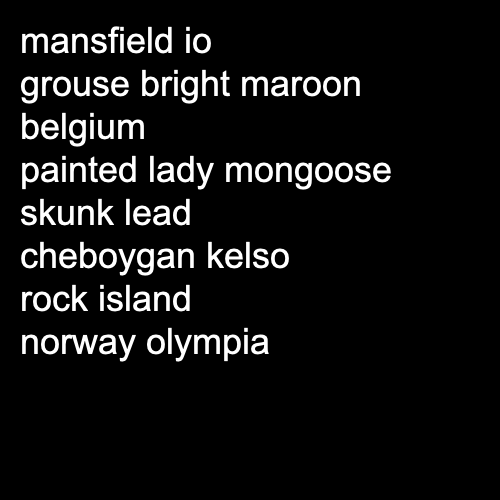 mansfield io
grouse bright maroon
belgium
painted lady mongoose
skunk lead
cheboygan kelso
rock island
norway olympia